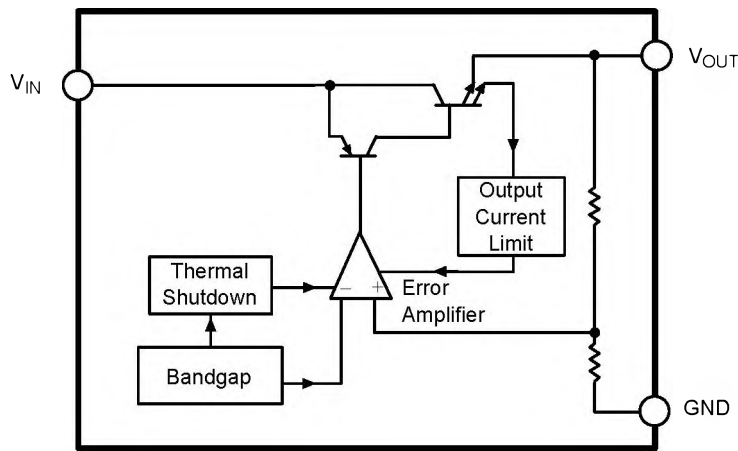 VIN
VOUT
Output
Current
Limit
Thermal
Shutdown
− +
Error
Amplifier
Bandgap
GND